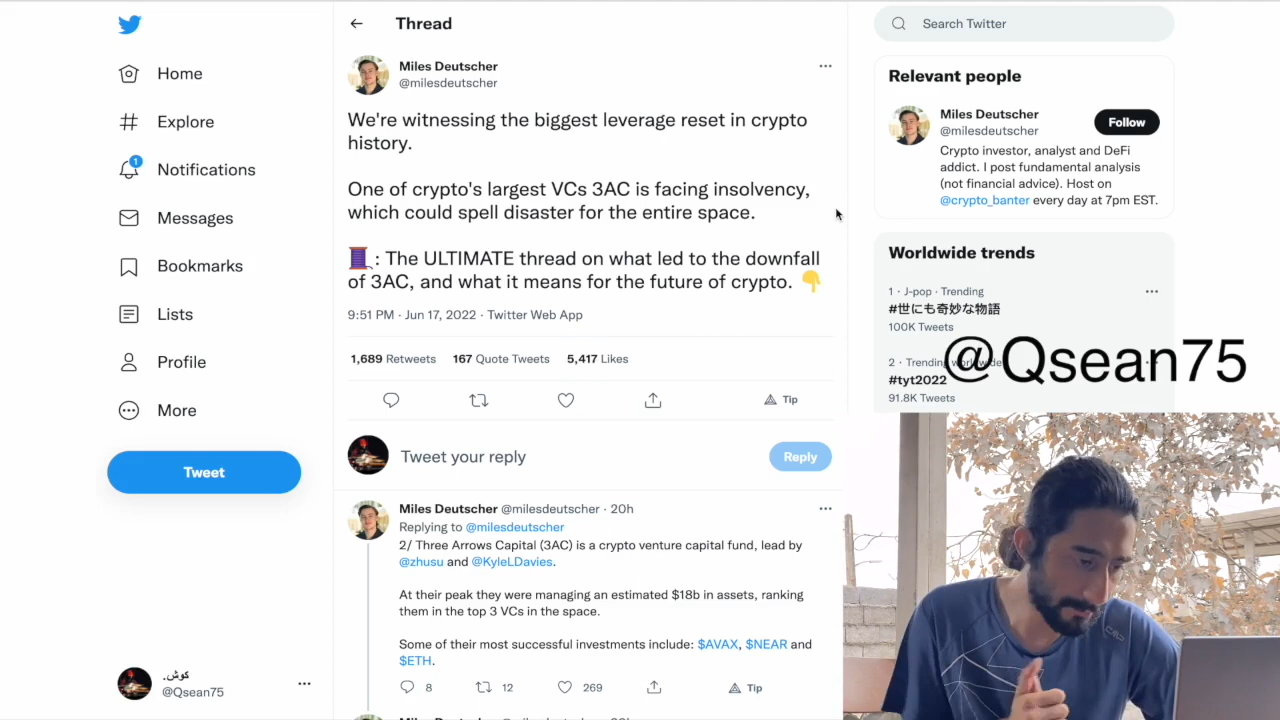 Home
Explore
1
Notifications
Messages
Bookmarks
Lists
Profile
More
Tweet
كوش.
@Qsean75
Thread
Miles Deutscher
@milesdeutscher
We're witnessing the biggest leverage reset in crypto
history.
One of crypto's largest VCs 3AC is facing insolvency,
which could spell disaster for the entire space.
🧵 : The ULTIMATE thread on what led to the downfall
of 3AC, and what it means for the future of crypto. 👇
9:51 PM · Jun 17, 2022 · Twitter Web App
1,689 Retweets 167 Quote Tweets 5,417 Likes
Tip
Tweet your reply
Reply
Miles Deutscher @milesdeutscher · 20h
Replying to @milesdeutscher
2/ Three Arrows Capital (3AC) is a crypto venture capital fund, lead by
@zhusu and @KyleLDavies.
At their peak they were managing an estimated $18b in assets, ranking
them in the top 3 VCs in the space.
Some of their most successful investments include: $AVAX, $NEAR and
$ETH.
8 12 269 Tip
Search Twitter
Relevant people
Miles Deutscher
@milesdeutscher
Follow
Crypto investor, analyst and DeFi
addict. I post fundamental analysis
(not financial advice). Host on
@crypto_banter every day at 7pm EST.
Worldwide trends
1 · J-pop · Trending
#世にも奇妙な物語
100K Tweets
2 · Trending worldwide
#tyt2022
91.8K Tweets
@Qsean75